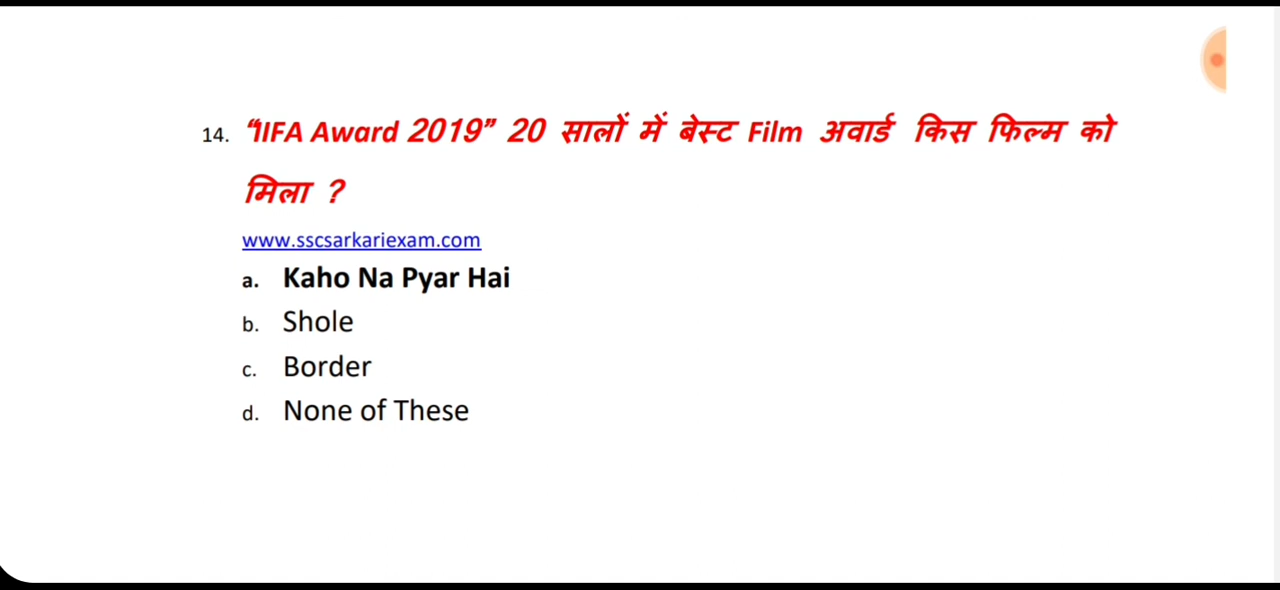 14. “IIFA Award 2019” 20 सालों में बेस्ट Film अवार्ड किस फिल्म को
मिला ?
www.sscsarkariexam.com
a. Kaho Na Pyar Hai
b. Shole
c. Border
d. None of These